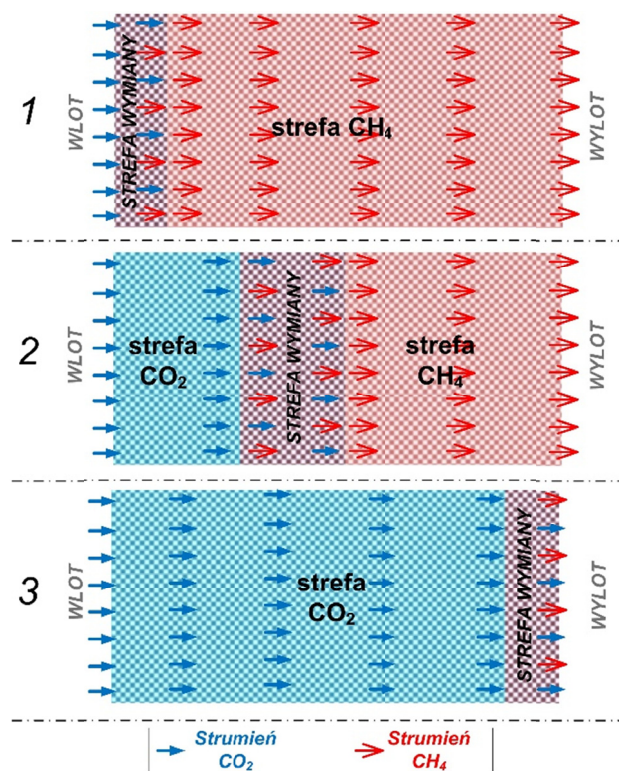 1
WLOT
STREFA WYMIANY
strefa CH₄
WYLOT
2
WLOT
strefa
CO₂
STREFA WYMIANY
strefa
CH₄
WYLOT
3
WLOT
strefa
CO₂
STREFA WYMIANY
WYLOT
Strumień
CO₂
Strumień
CH₄